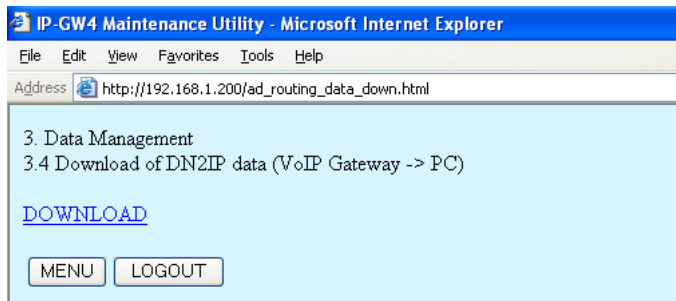 IP-GW4 Maintenance Utility - Microsoft Internet Explorer
File Edit View Favorites Tools Help
Address http://192.168.1.200/ad_routing_data_down.html
3. Data Management
3.4 Download of DN2IP data (VoIP Gateway -> PC)
DOWNLOAD
MENU LOGOUT